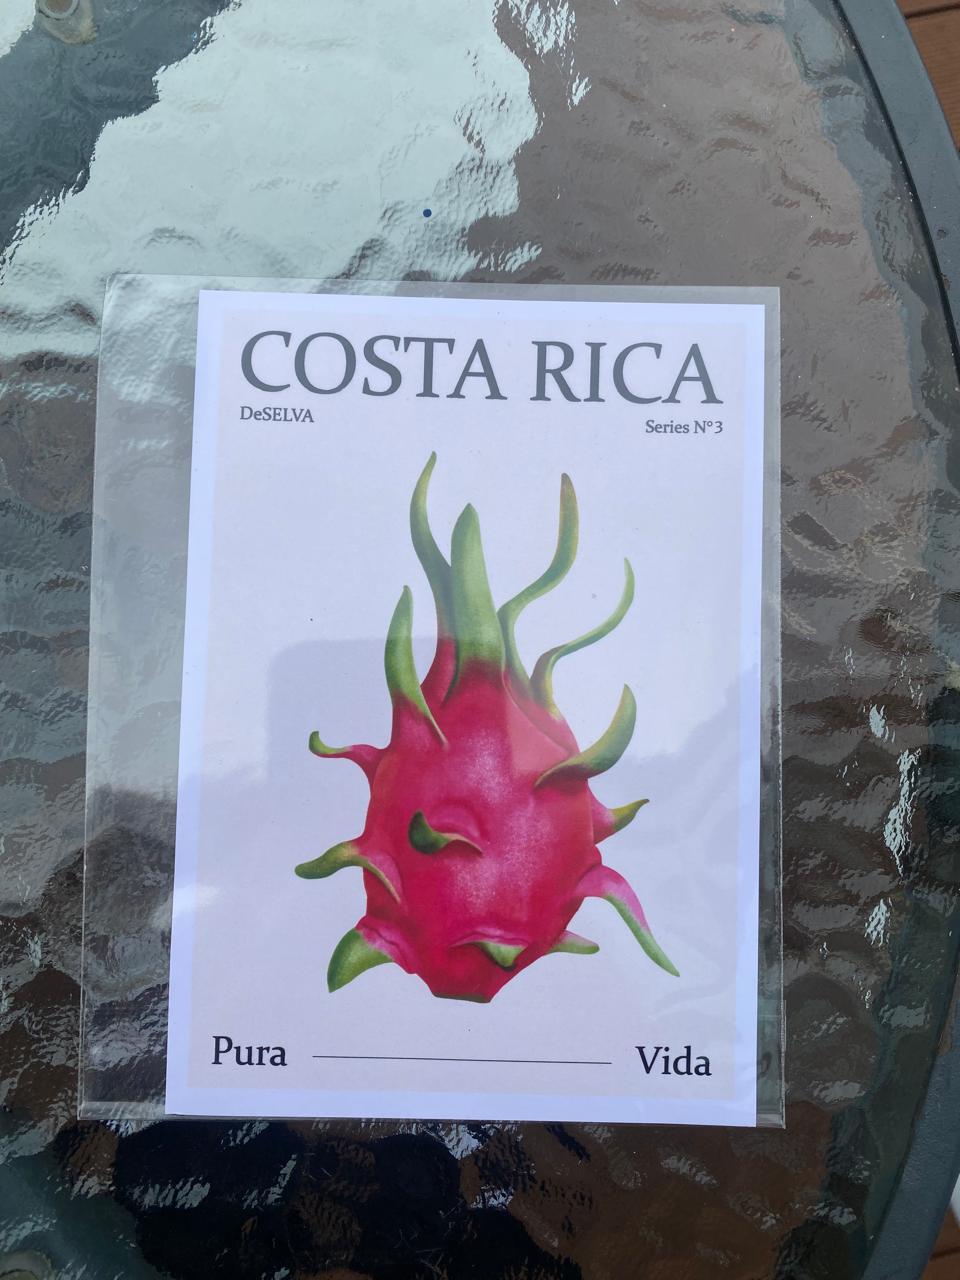 COSTA RICA
DeSELVA
Series N°3
Pura
Vida